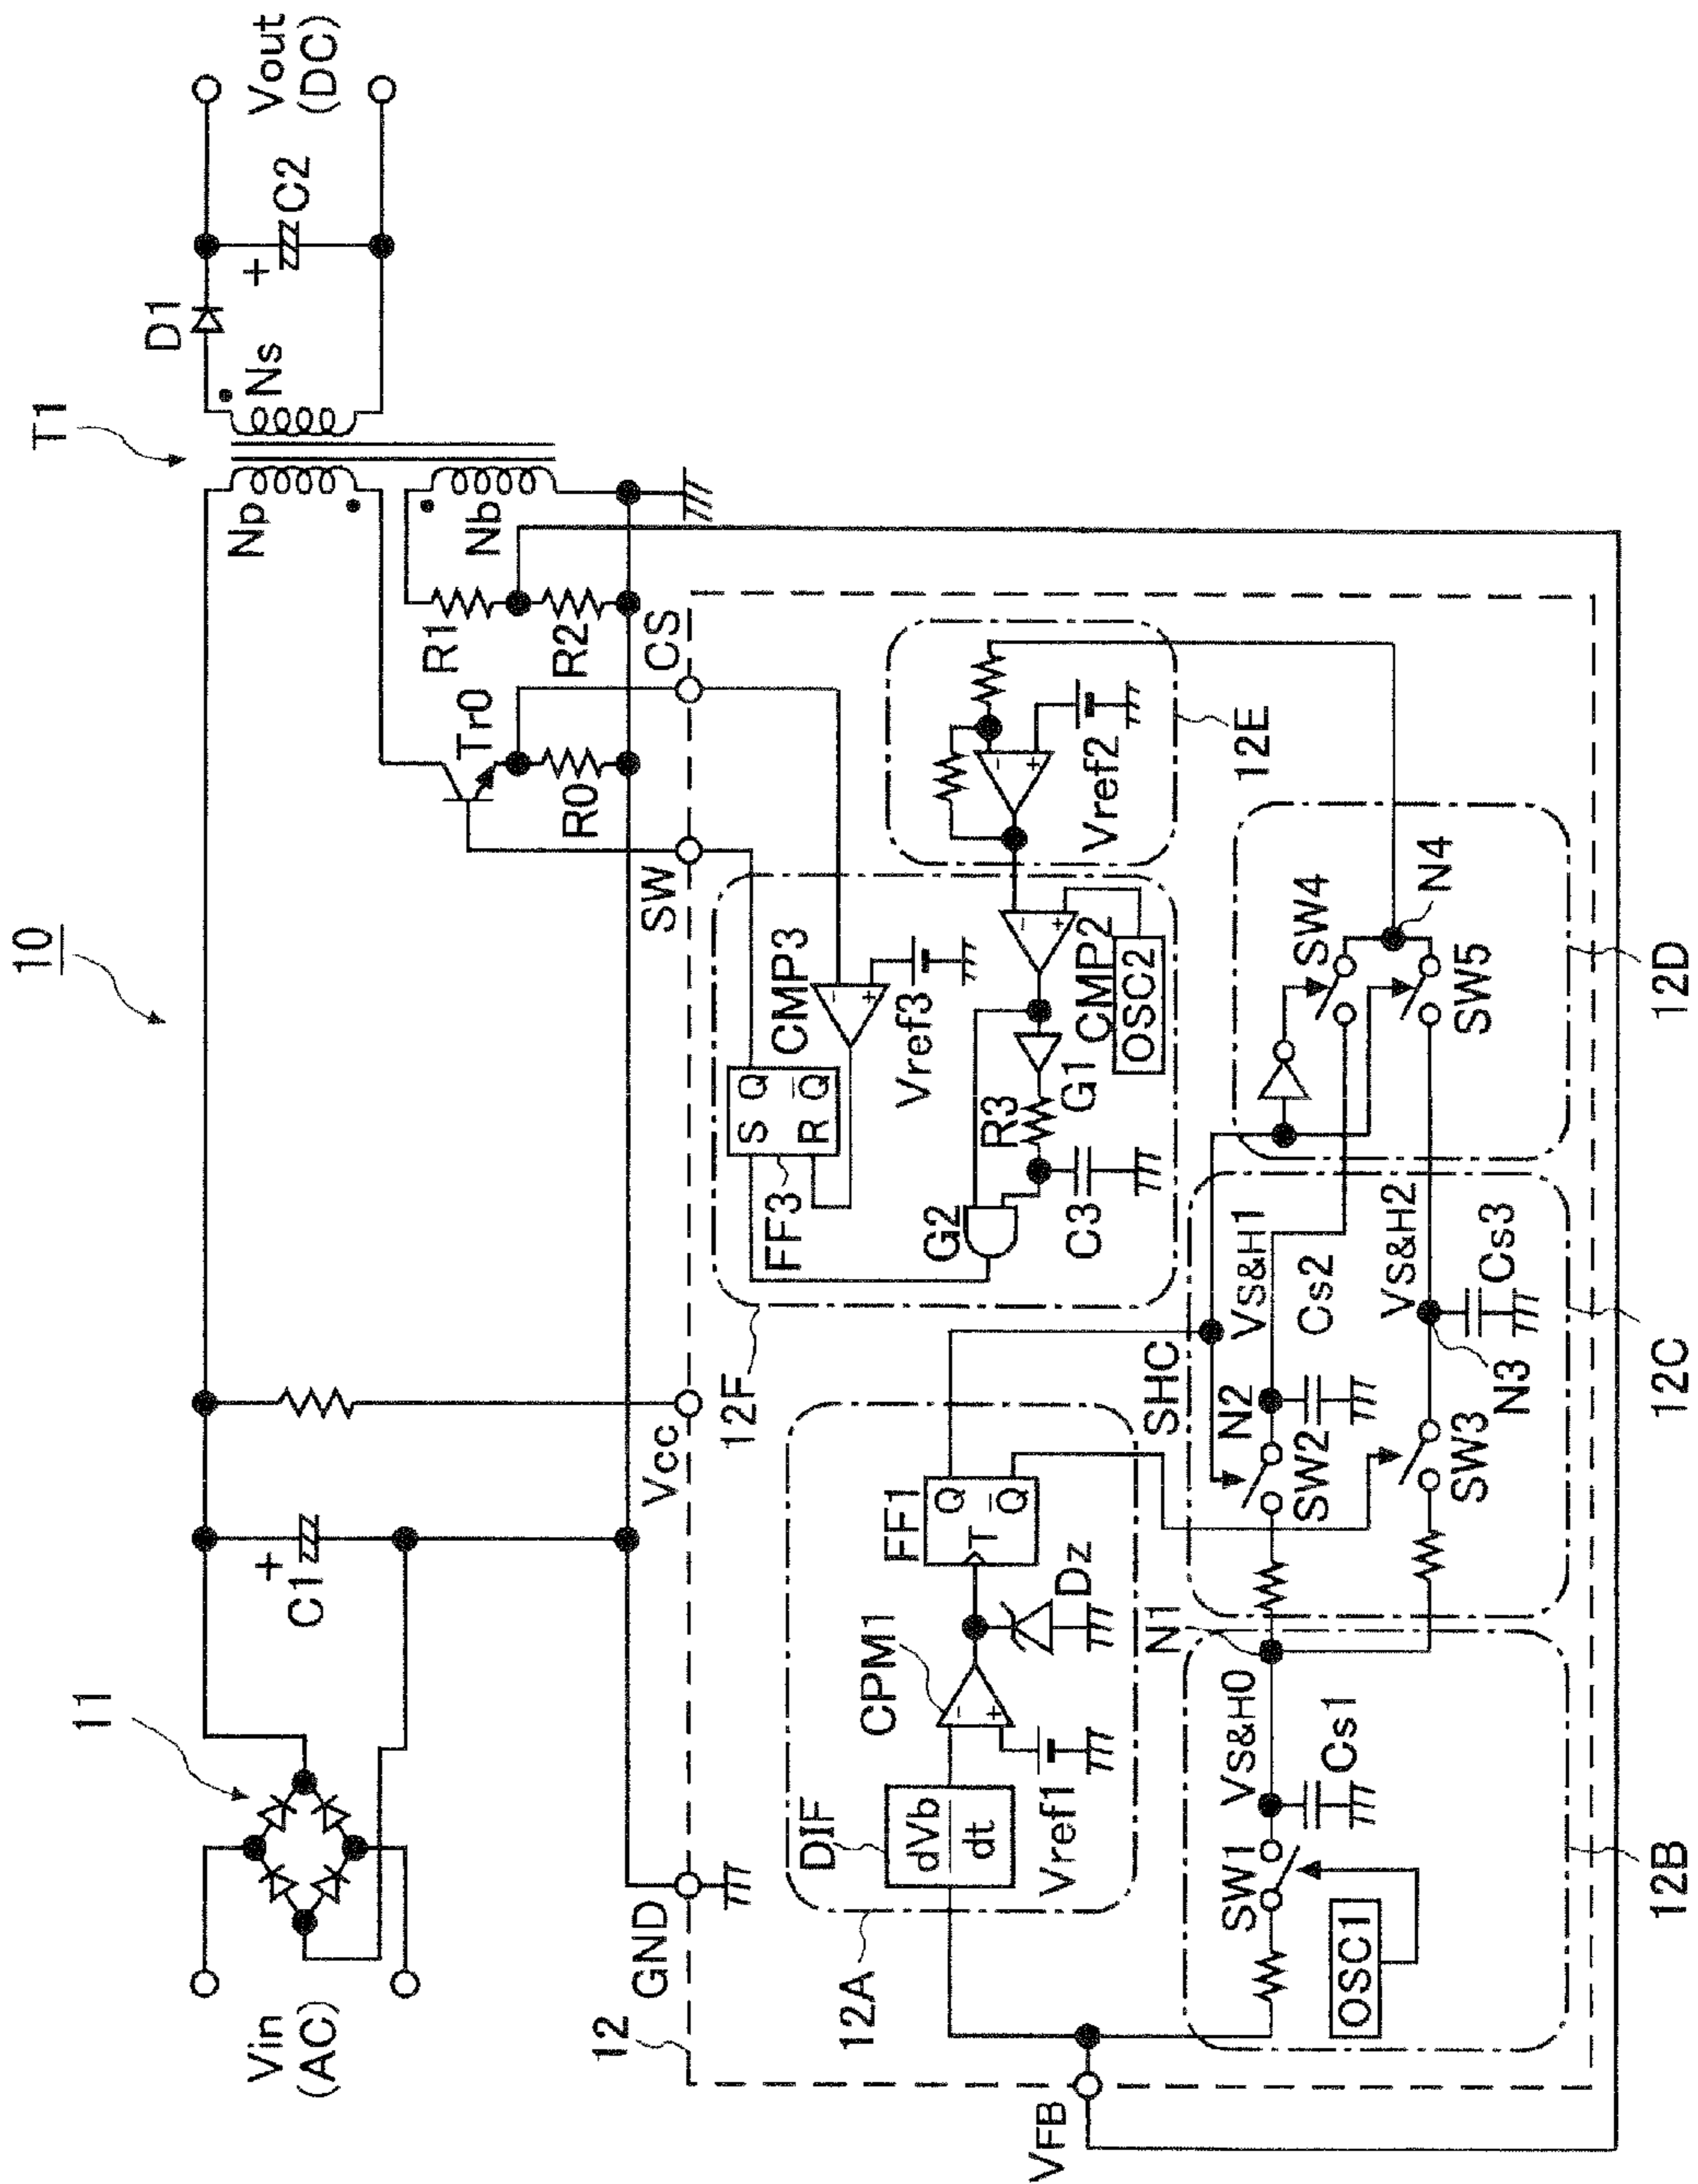 10
T1
11
Vin
(AC)
C1
+
Np
Ns
Nb
D1
+
C2
Vout
(DC)
R1
R2
Tr0
R0
12
GND
Vcc
SW
CS
VFB
12A
DIF
dVb
dt
CPM1
-
+
Vref1
Dz
FF1
T
Q
Q
12F
FF3
S
Q
R
Q
CMP3
-
+
Vref3
G2
R3
C3
G1
CMP2
-
+
OSC2
12E
-
+
Vref2
SHC
12B
SW1
OSC1
VS&H0
Cs1
N1
12C
N2
SW2
VS&H1
Cs2
SW3
N3
VS&H2
Cs3
12D
SW4
SW5
N4